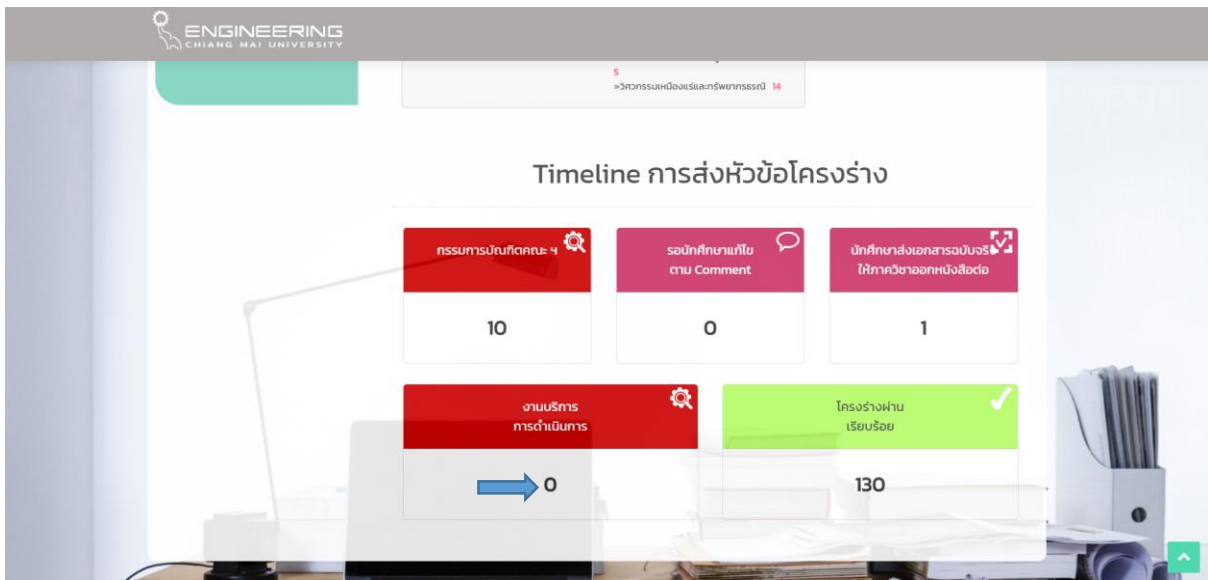 ENGINEERING
CHIANG MAI UNIVERSITY
5
»วิศวกรรมเหมืองแร่และทรัพยากรธรณี 14
Timeline การส่งหัวข้อโครงร่าง
กรรมการบัณฑิตคณะ ฯ
10
รอนักศึกษาแก้ไข
ตาม Comment
0
นักศึกษาส่งเอกสารฉบับจริง
ให้ภาควิชาออกหนังสือต่อ
1
งานบริการ
การดำเนินการ
0
โครงร่างผ่าน
เรียบร้อย
130